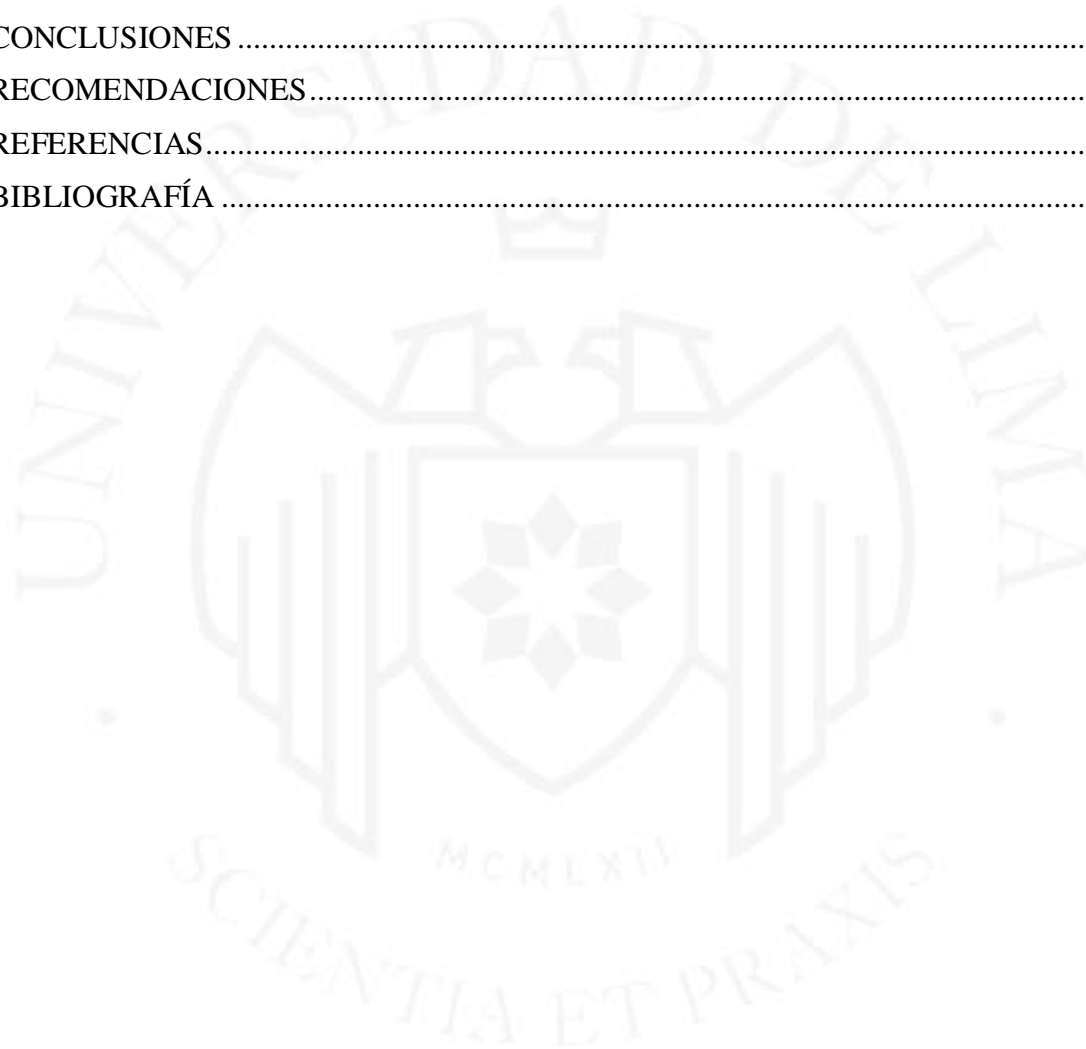 CONCLUSIONES ........................................................................................................
RECOMENDACIONES ........................................................................................................
REFERENCIAS ........................................................................................................
BIBLIOGRAFÍA ........................................................................................................
UNIVERSIDAD DE LIMA
MCMLXII
SCIENTIA ET PRAXIS